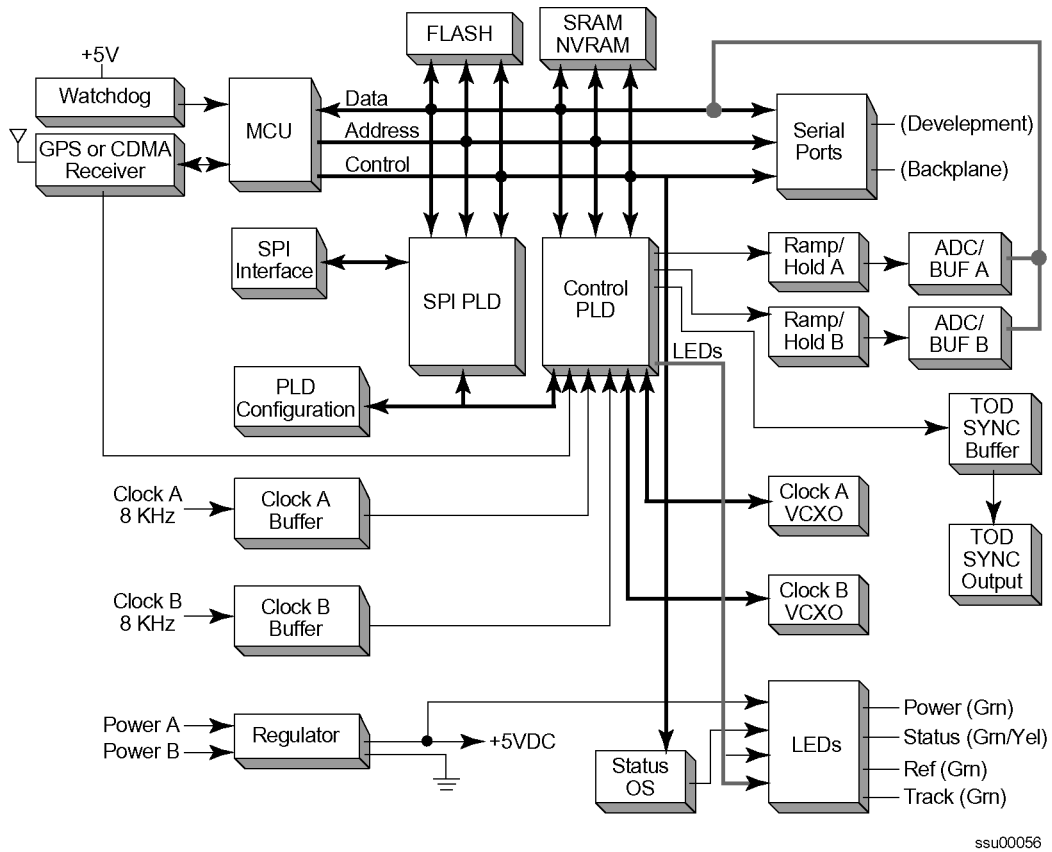 FLASH
SRAM
NVRAM
+5V
Watchdog
MCU
Data
Address
Control
GPS or CDMA
Receiver
Serial
Ports
(Develepment)
(Backplane)
SPI
Interface
SPI PLD
Control
PLD
Ramp/
Hold A
ADC/
BUF A
Ramp/
Hold B
ADC/
BUF B
LEDs
PLD
Configuration
TOD
SYNC
Buffer
Clock A
8 KHz
Clock A
Buffer
Clock A
VCXO
TOD
SYNC
Output
Clock B
8 KHz
Clock B
Buffer
Clock B
VCXO
Power A
Power B
Regulator
+5VDC
Status
OS
LEDs
Power (Grn)
Status (Grn/Yel)
Ref (Grn)
Track (Grn)
ssu00056